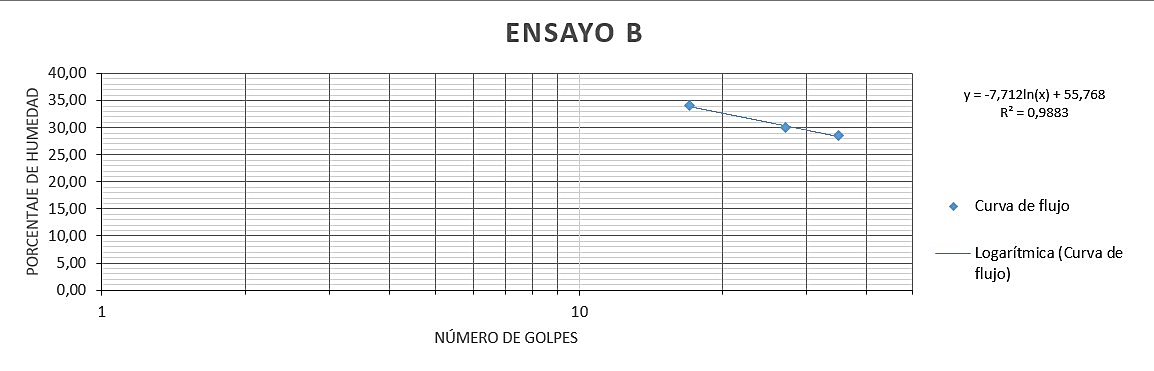 ENSAYO B
PORCENTAJE DE HUMEDAD
40,00
35,00
30,00
25,00
20,00
15,00
10,00
5,00
0,00
1
10
NÚMERO DE GOLPES
y = -7,712ln(x) + 55,768
R² = 0,9883
Curva de flujo
Logarítmica (Curva de
flujo)